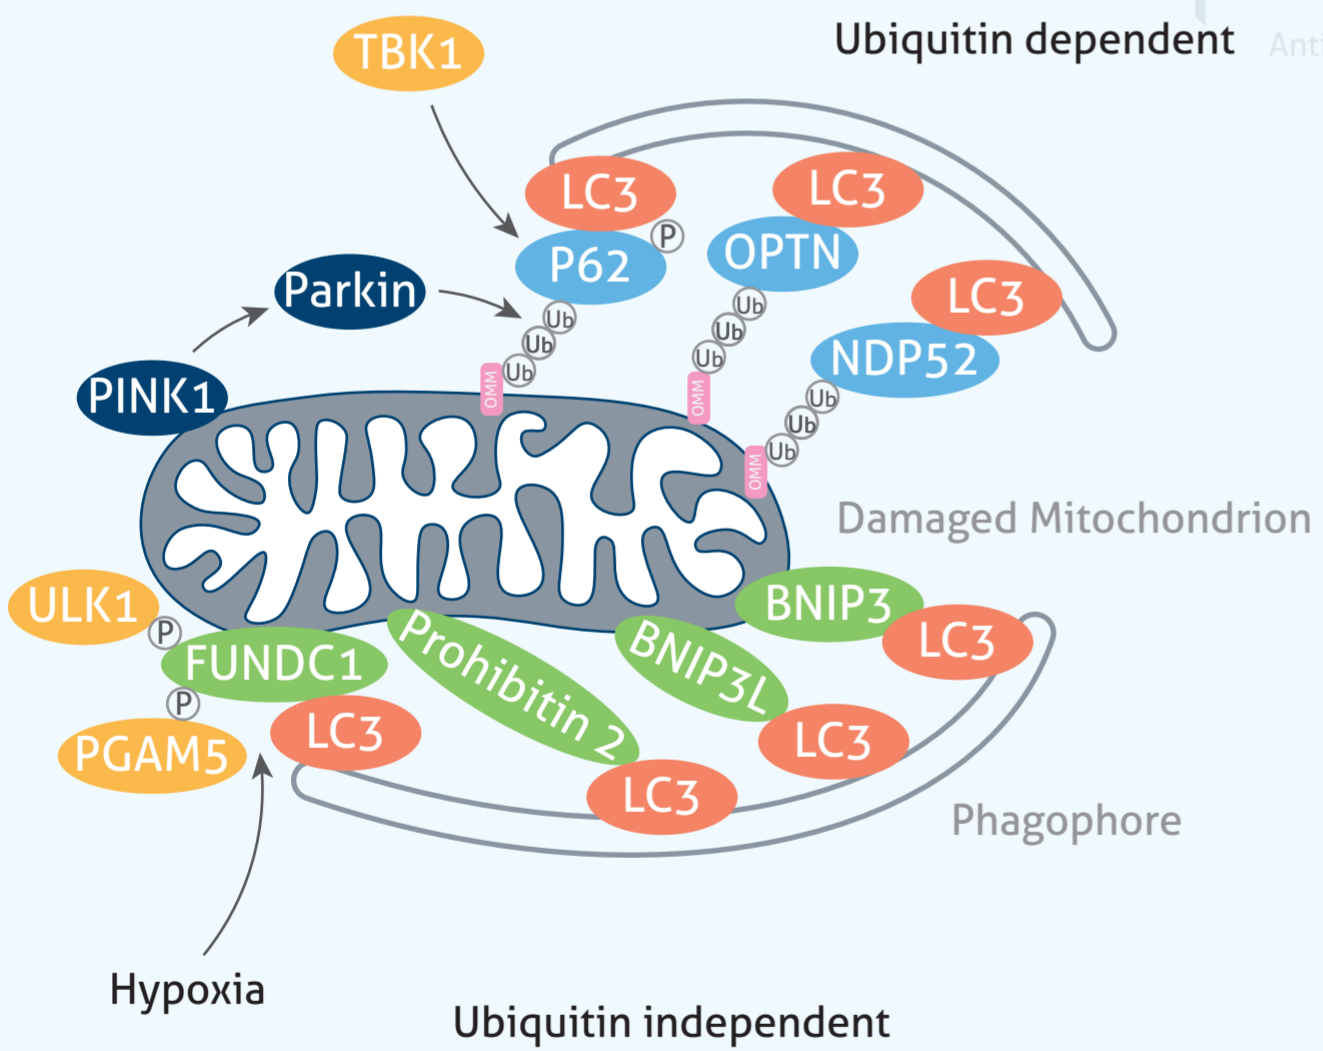 Ubiquitin dependent
Anti
TBK1
LC3
LC3
P
P62
OPTN
LC3
Parkin
Ub
Ub
Ub
OMM
Ub
Ub
Ub
OMM
NDP52
Ub
Ub
Ub
OMM
PINK1
Damaged Mitochondrion
ULK1
P
FUNDC1
P
PGAM5
LC3
Prohibitin 2
LC3
BNIP3L
LC3
BNIP3
LC3
Phagophore
Hypoxia
Ubiquitin independent